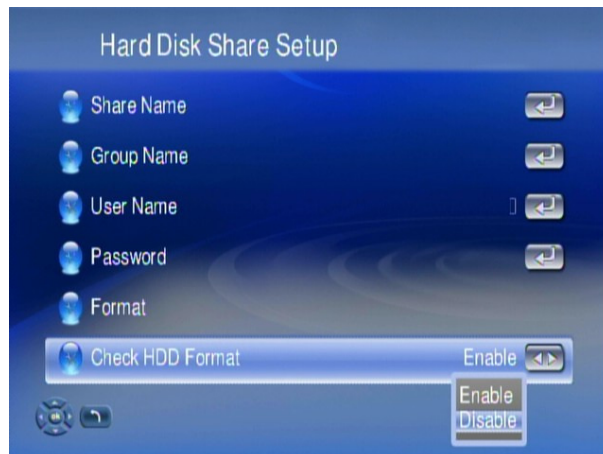 Hard Disk Share Setup
Share Name
Group Name
User Name
Password
Format
Check HDD Format Enable
Enable
Disable